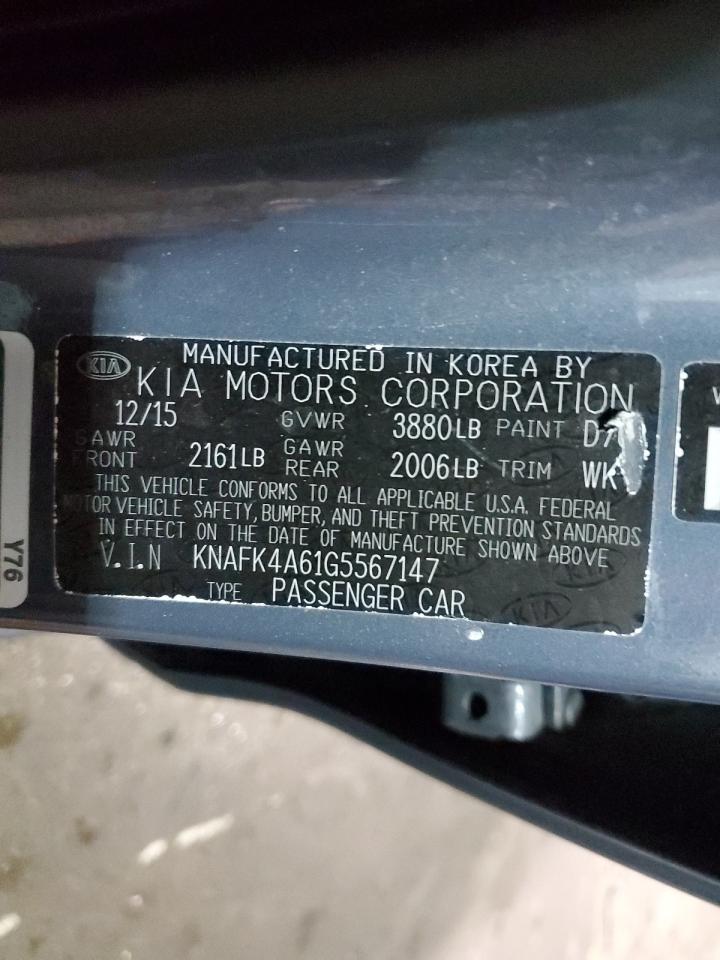 KIA
MANUFACTURED IN KOREA BY
KIA MOTORS CORPORATION
12/15 GVWR 3880LB PAINT
GAWR FRONT 2161LB GAWR REAR 2006LB TRIM WK
THIS VEHICLE CONFORMS TO ALL APPLICABLE U.S.A. FEDERAL
MOTOR VEHICLE SAFETY, BUMPER, AND THEFT PREVENTION STANDARDS
IN EFFECT ON THE DATE OF MANUFACTURE SHOWN ABOVE
V.I.N KNAFK4A61G5567147
TYPE PASSENGER CAR
KIA
Y76